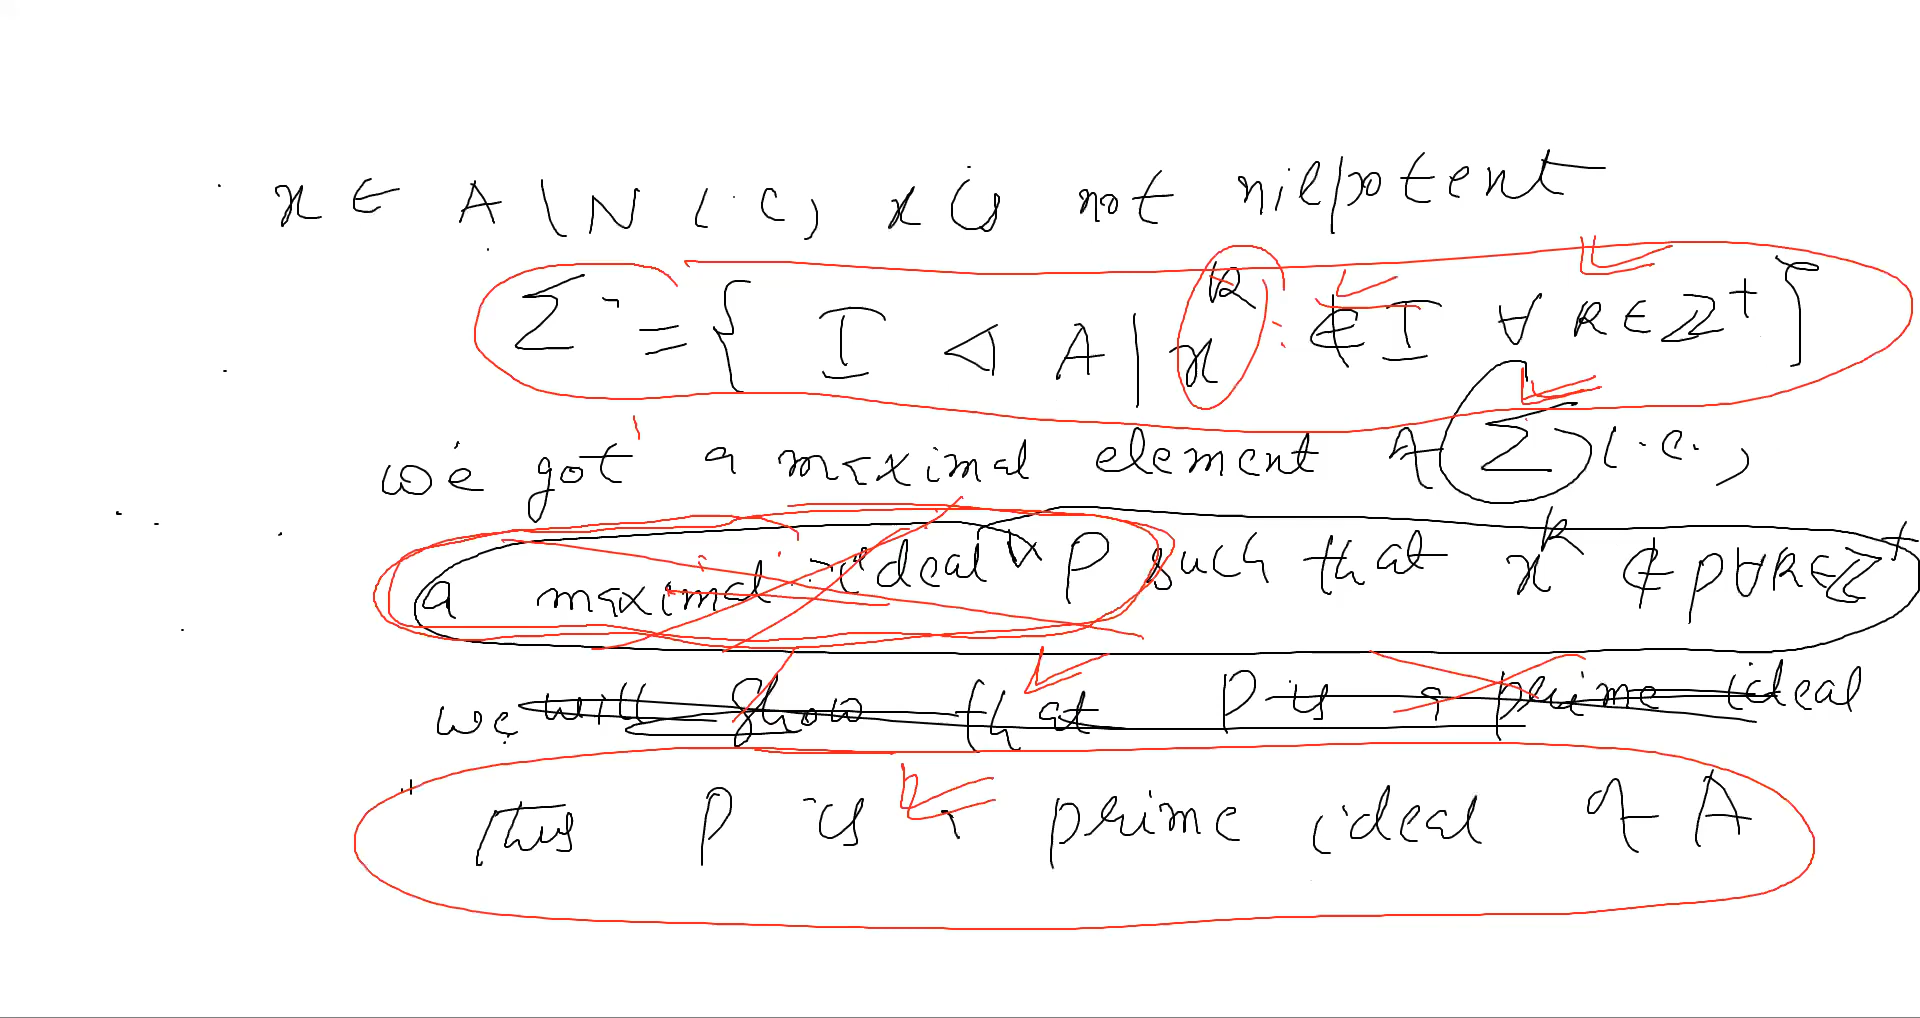 x ∈ A \ N i.e., x is not nilpotent
Σ = { I ◁ A | x^k ∉ I ∀ k ∈ ℤ⁺ }
we got a maximal element of Σ i.e.,
a maximal ideal P such that x^k ∉ P ∀ k ∈ ℤ⁺
we will show that P is a prime ideal
This P is a prime ideal of A